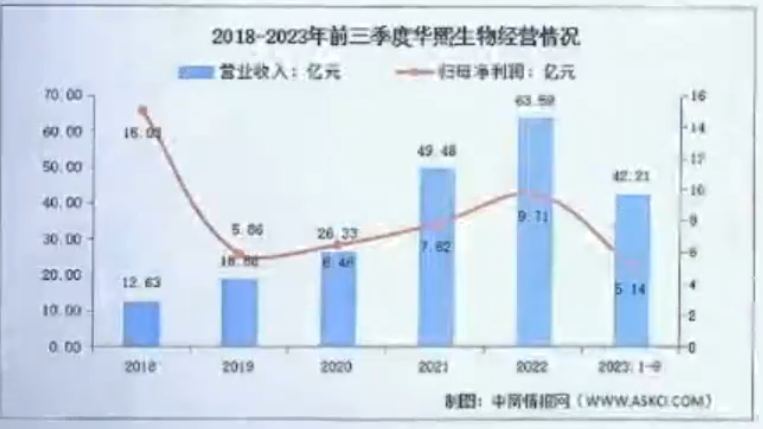 2018-2023年前三季度华熙生物经营情况
营业收入：亿元 归母净利润：亿元
70.00 60.00 50.00 40.00 30.00 20.00 10.00 0.00
12.63 26.33 49.48 63.59 42.21
5.86 7.82 9.71 5.14
16 14 12 10 8 6 4 2 0
2018 2019 2020 2021 2022 2023.1-9
制图：中商情报网（WWW.ASKCI.COM）